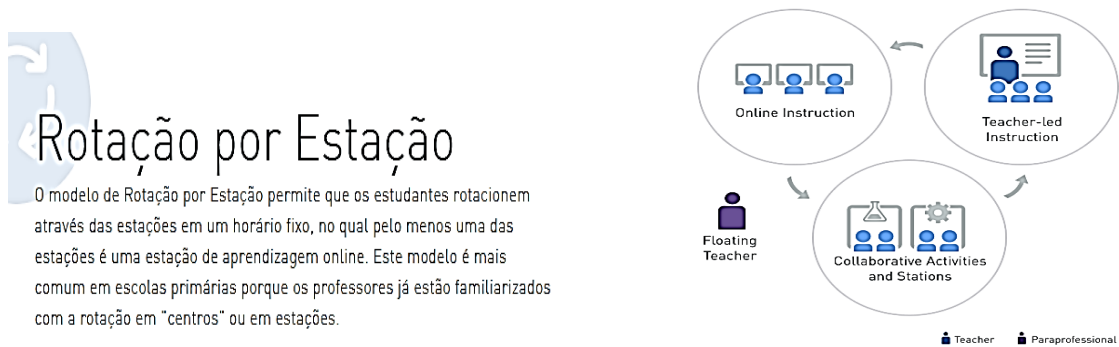 Rotação por Estação
O modelo de Rotação por Estação permite que os estudantes rotacionem
através das estações em um horário fixo, no qual pelo menos uma das
estações é uma estação de aprendizagem online. Este modelo é mais
comum em escolas primárias porque os professores já estão familiarizados
com a rotação em "centros" ou em estações.
Online Instruction
Teacher-led
Instruction
Floating
Teacher
Collaborative Activities
and Stations
Teacher
Paraprofessional